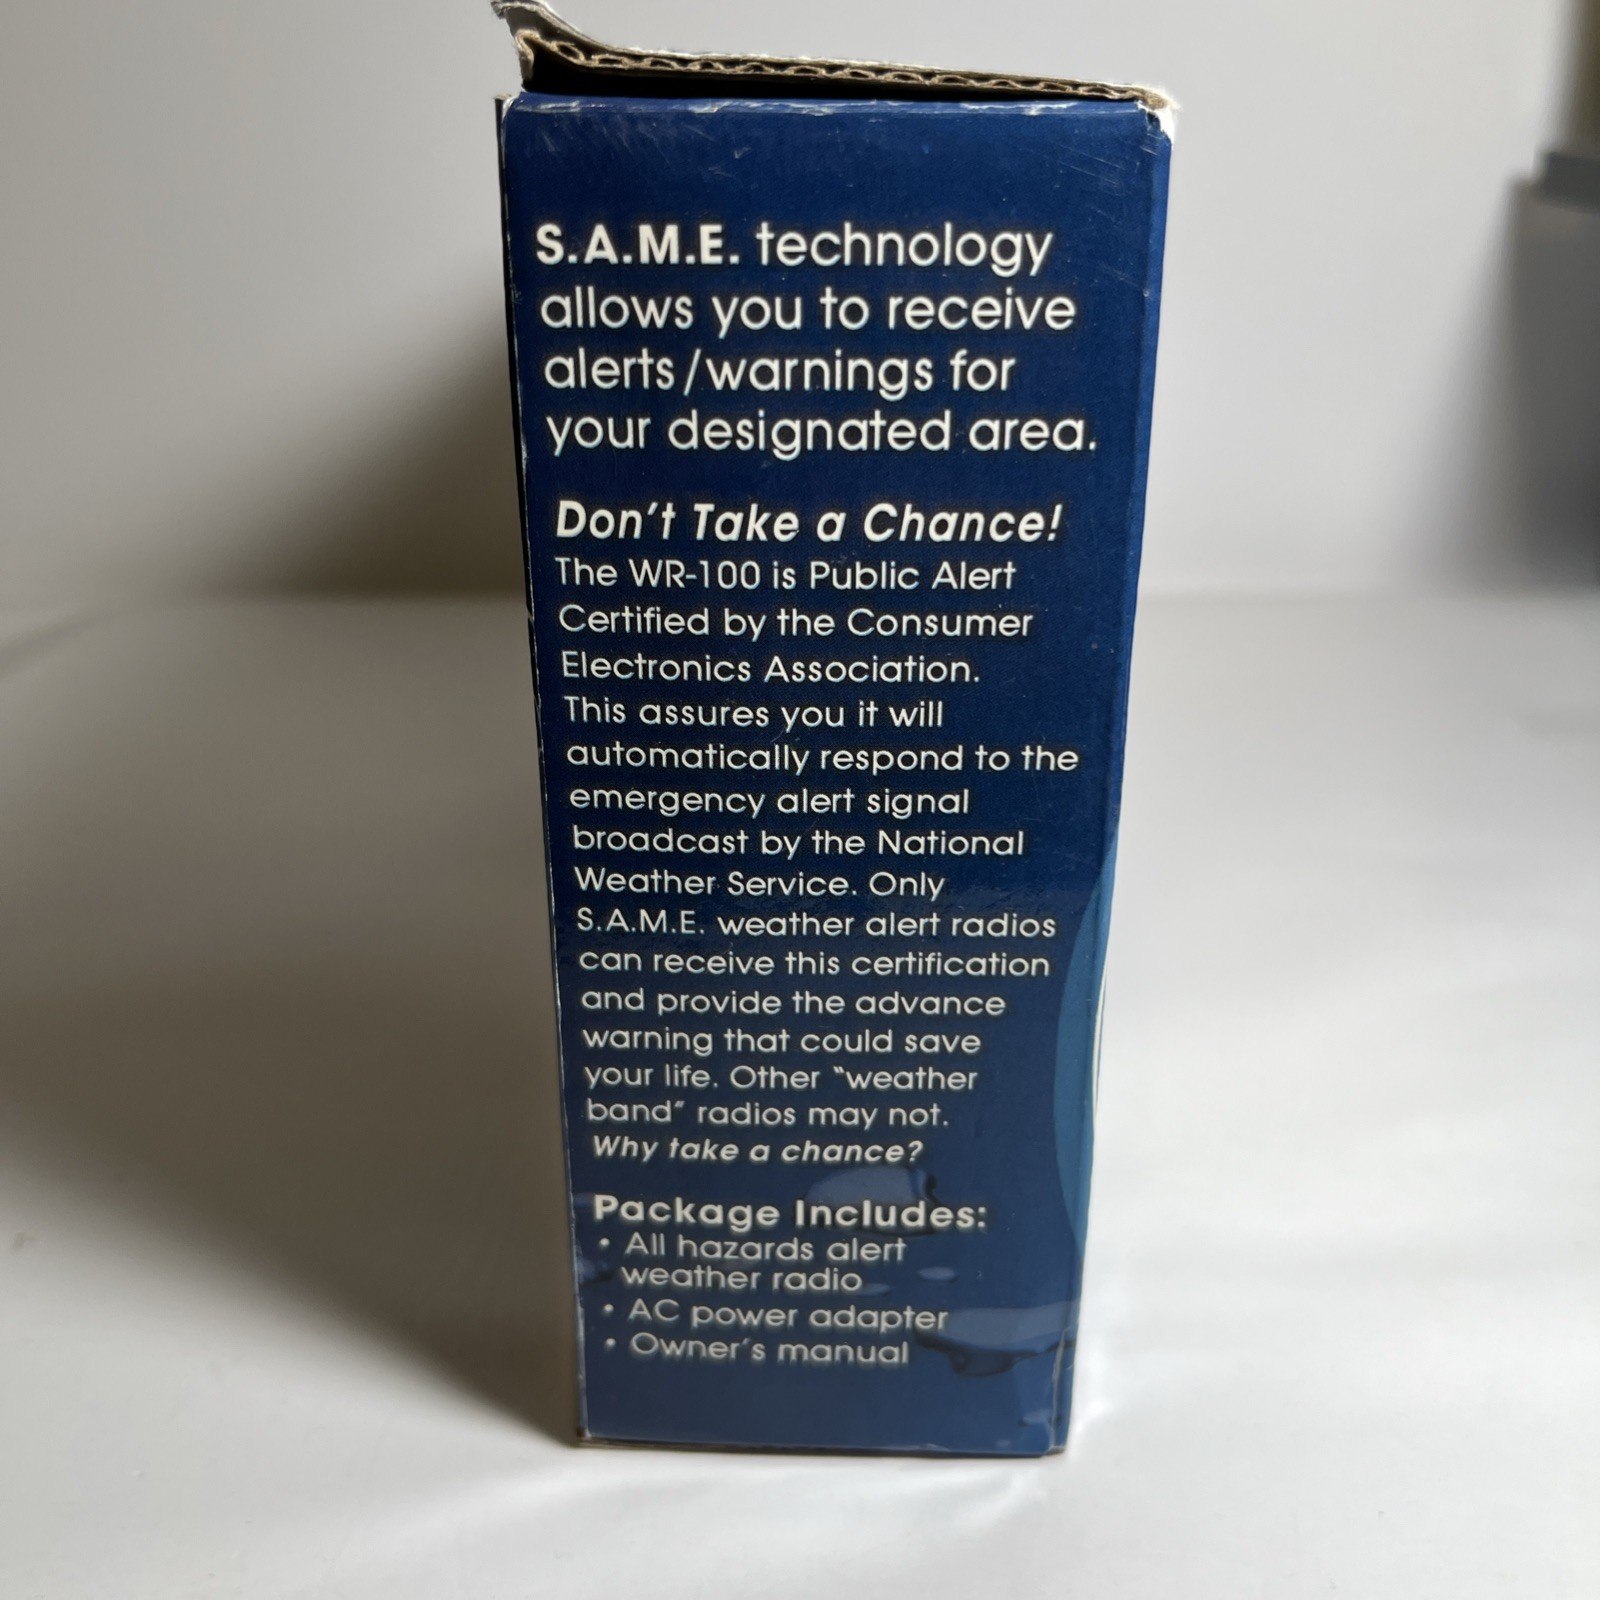 S.A.M.E. technology
allows you to receive
alerts/warnings for
your designated area.
Don't Take a Chance!
The WR-100 is Public Alert
Certified by the Consumer
Electronics Association.
This assures you it will
automatically respond to the
emergency alert signal
broadcast by the National
Weather Service. Only
S.A.M.E. weather alert radios
can receive this certification
and provide the advance
warning that could save
your life. Other "weather
band" radios may not.
Why take a chance?
Package Includes:
• All hazards alert
weather radio
• AC power adapter
• Owner's manual